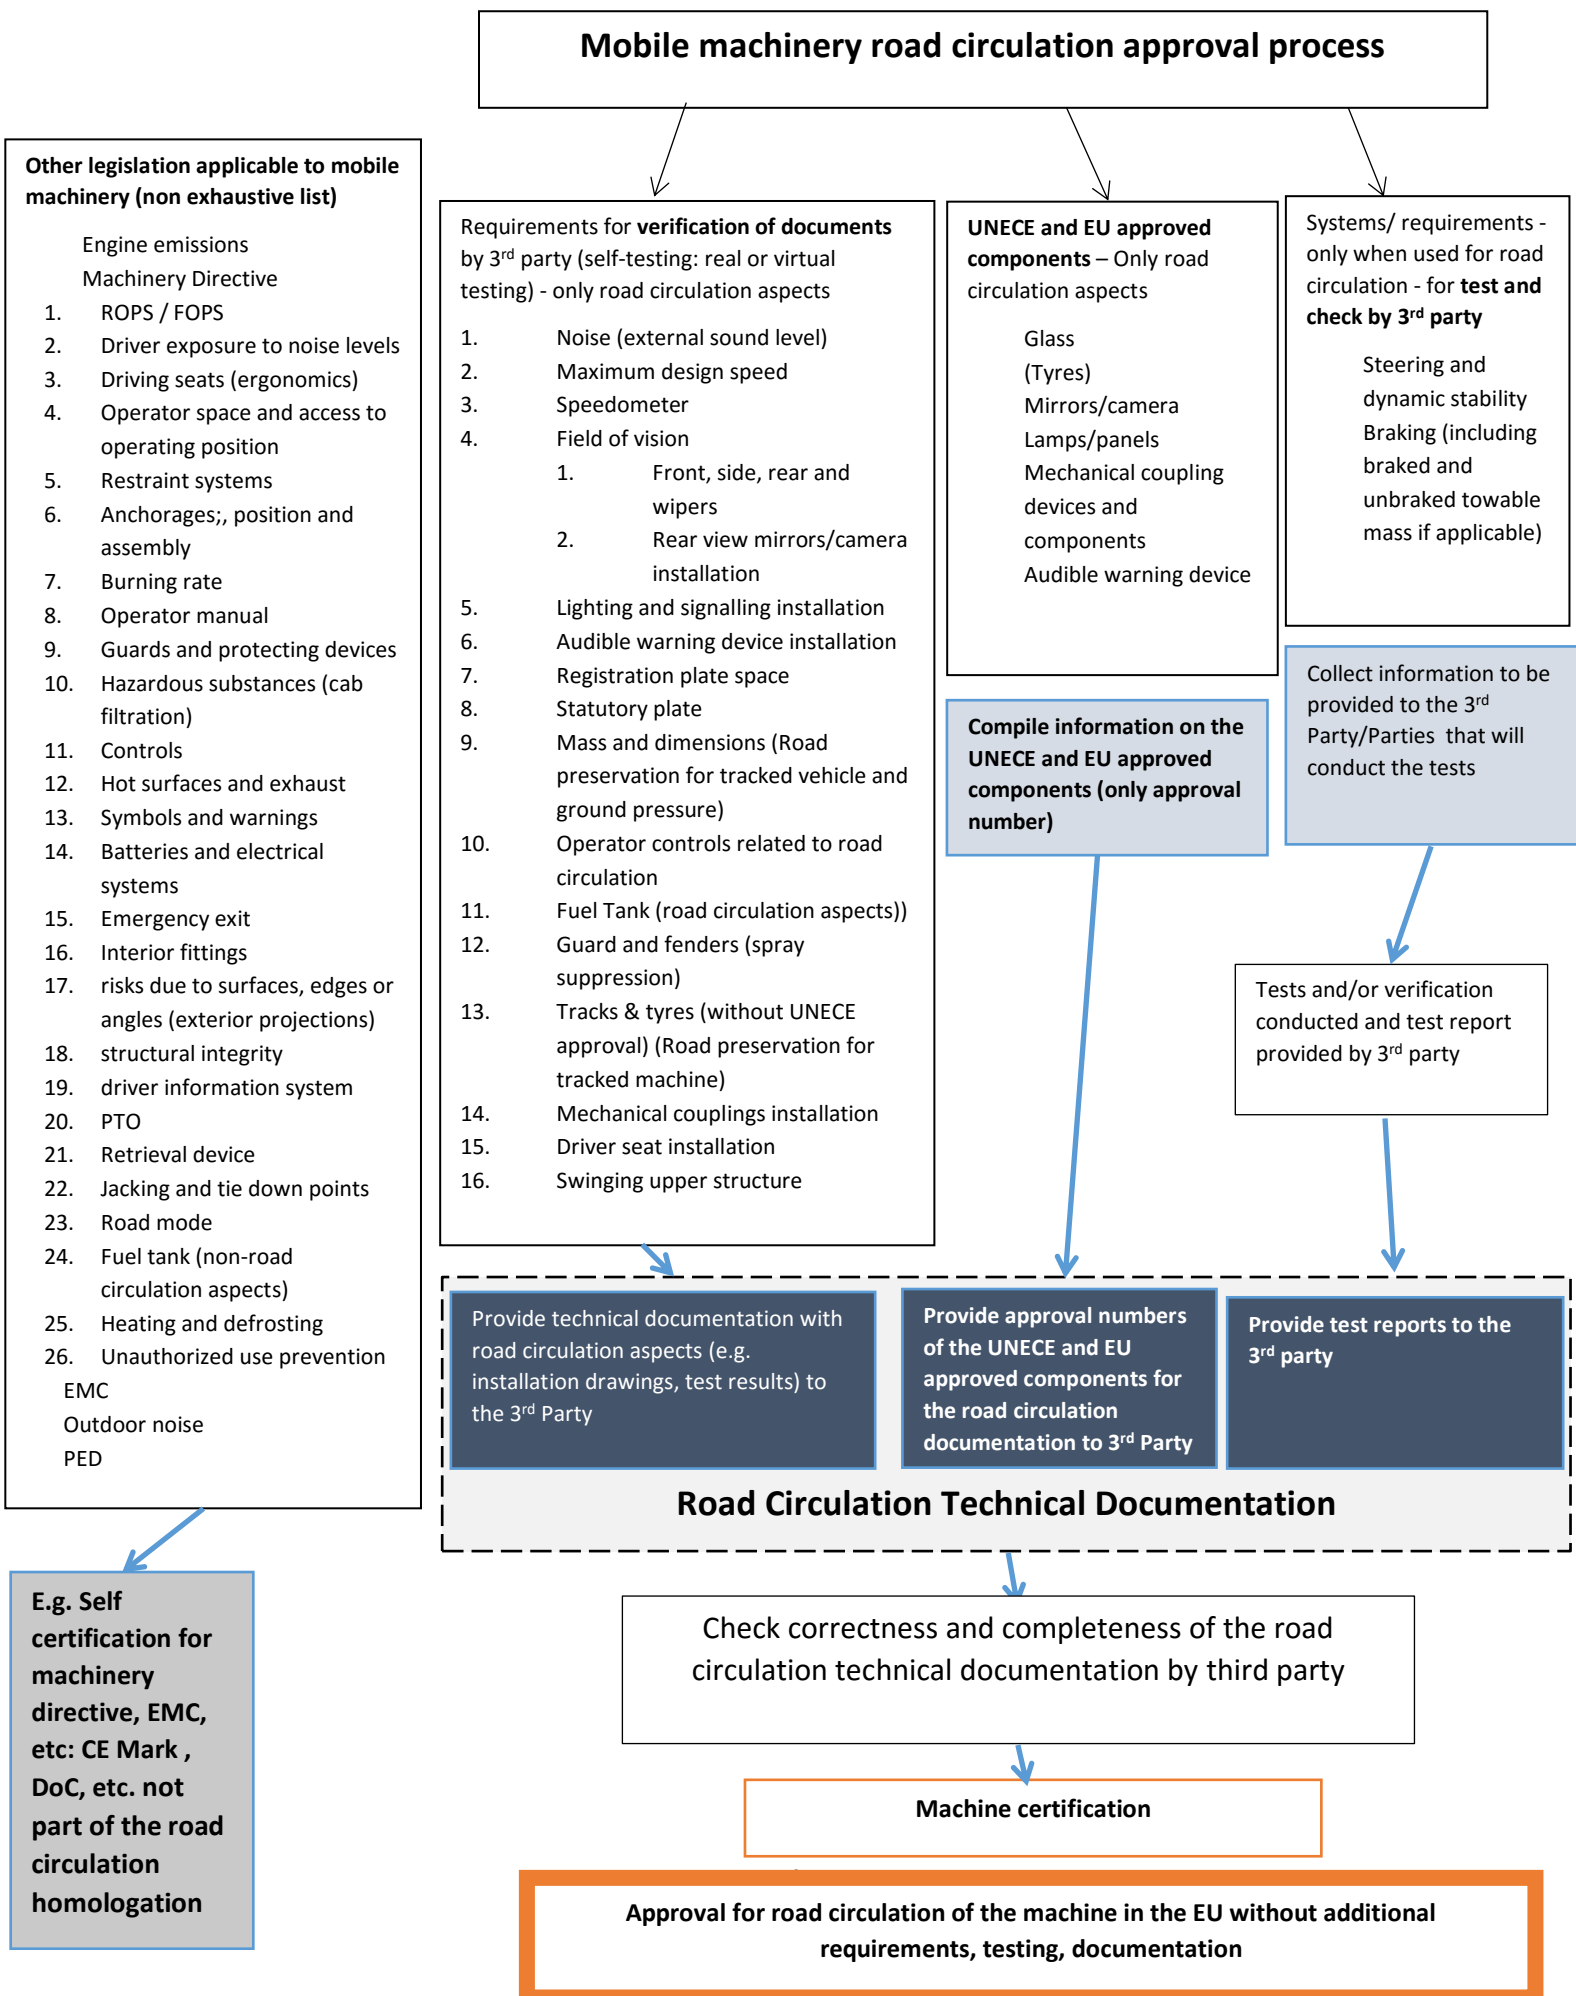 Mobile machinery road circulation approval process
Other legislation applicable to mobile
machinery (non exhaustive list)
Engine emissions
Machinery Directive
1. ROPS / FOPS
2. Driver exposure to noise levels
3. Driving seats (ergonomics)
4. Operator space and access to
operating position
5. Restraint systems
6. Anchorages;, position and
assembly
7. Burning rate
8. Operator manual
9. Guards and protecting devices
10. Hazardous substances (cab
filtration)
11. Controls
12. Hot surfaces and exhaust
13. Symbols and warnings
14. Batteries and electrical
systems
15. Emergency exit
16. Interior fittings
17. risks due to surfaces, edges or
angles (exterior projections)
18. structural integrity
19. driver information system
20. PTO
21. Retrieval device
22. Jacking and tie down points
23. Road mode
24. Fuel tank (non-road
circulation aspects)
25. Heating and defrosting
26. Unauthorized use prevention
EMC
Outdoor noise
PED
E.g. Self
certification for
machinery
directive, EMC,
etc: CE Mark ,
DoC, etc. not
part of the road
circulation
homologation
Requirements for verification of documents
by 3rd party (self-testing: real or virtual
testing) - only road circulation aspects
1. Noise (external sound level)
2. Maximum design speed
3. Speedometer
4. Field of vision
1. Front, side, rear and
wipers
2. Rear view mirrors/camera
installation
5. Lighting and signalling installation
6. Audible warning device installation
7. Registration plate space
8. Statutory plate
9. Mass and dimensions (Road
preservation for tracked vehicle and
ground pressure)
10. Operator controls related to road
circulation
11. Fuel Tank (road circulation aspects))
12. Guard and fenders (spray
suppression)
13. Tracks & tyres (without UNECE
approval) (Road preservation for
tracked machine)
14. Mechanical couplings installation
15. Driver seat installation
16. Swinging upper structure
UNECE and EU approved
components – Only road
circulation aspects
Glass
(Tyres)
Mirrors/camera
Lamps/panels
Mechanical coupling
devices and
components
Audible warning device
Compile information on the
UNECE and EU approved
components (only approval
number)
Systems/ requirements -
only when used for road
circulation - for test and
check by 3rd party
Steering and
dynamic stability
Braking (including
braked and
unbraked towable
mass if applicable)
Collect information to be
provided to the 3rd
Party/Parties that will
conduct the tests
Tests and/or verification
conducted and test report
provided by 3rd party
Provide technical documentation with
road circulation aspects (e.g.
installation drawings, test results) to
the 3rd Party
Provide approval numbers
of the UNECE and EU
approved components for
the road circulation
documentation to 3rd Party
Provide test reports to the
3rd party
Road Circulation Technical Documentation
Check correctness and completeness of the road
circulation technical documentation by third party
Machine certification
Approval for road circulation of the machine in the EU without additional
requirements, testing, documentation